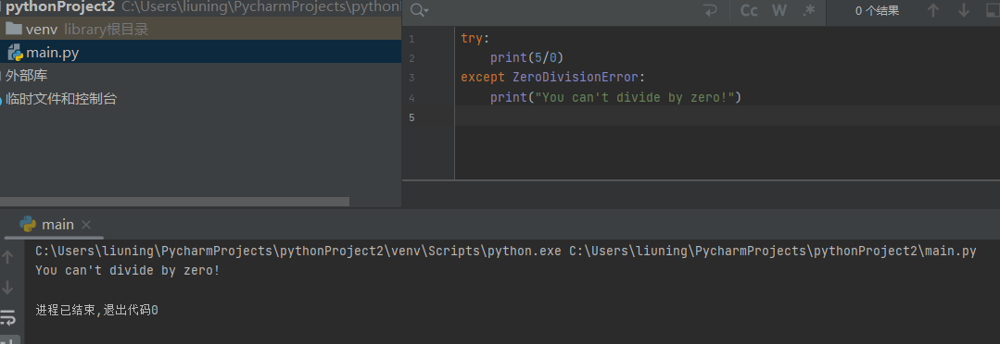 pythonProject2 C:\Users\liuning\PycharmProjects\python
venv library根目录
main.py
外部库
临时文件和控制台
Cc W .* 0 个结果
1 try:
2 print(5/0)
3 except ZeroDivisionError:
4 print("You can't divide by zero!")
5
main
C:\Users\liuning\PycharmProjects\pythonProject2\venv\Scripts\python.exe C:\Users\liuning\PycharmProjects\pythonProject2\main.py
You can't divide by zero!
进程已结束,退出代码0